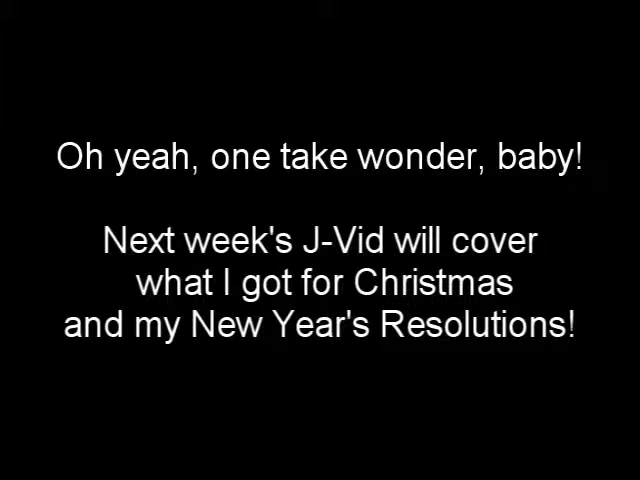 Oh yeah, one take wonder, baby!
Next week's J-Vid will cover
what I got for Christmas
and my New Year's Resolutions!